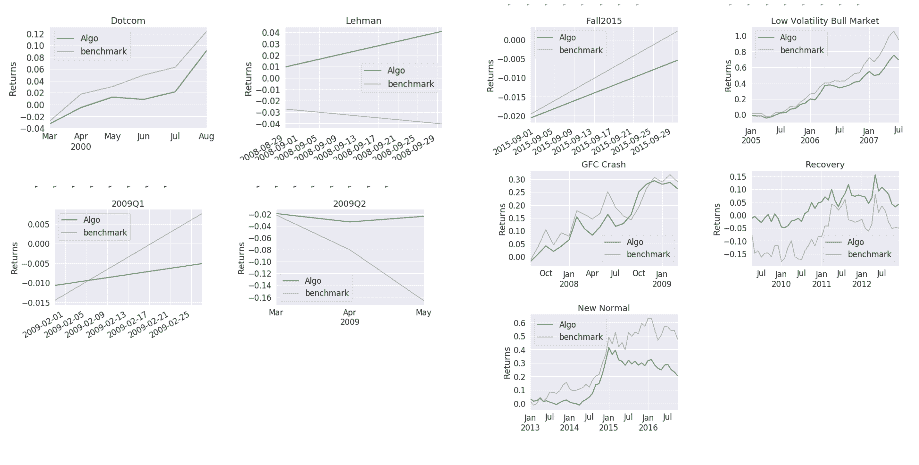 Dotcom
Returns
0.12
0.10
0.08
0.06
0.04
0.02
0.00
−0.02
−0.04
Algo
benchmark
Mar Apr May Jun Jul Aug
2000
Lehman
Returns
0.04
0.03
0.02
0.01
0.00
−0.01
−0.02
−0.03
−0.04
Algo
benchmark
2008-08-29 2008-09-01 2008-09-05 2008-09-09 2008-09-13 2008-09-17 2008-09-21 2008-09-25 2008-09-29
Fall2015
Returns
0.000
−0.005
−0.010
−0.015
−0.020
Algo
benchmark
2015-09-01 2015-09-05 2015-09-09 2015-09-13 2015-09-17 2015-09-21 2015-09-25 2015-09-29
Low Volatility Bull Market
Returns
1.0
0.8
0.6
0.4
0.2
0.0
Algo
benchmark
Jan Jul Jan Jul Jan Jul
2005 2006 2007
GFC Crash
Returns
0.30
0.25
0.20
0.15
0.10
0.05
0.00
Algo
benchmark
Oct Jan Apr Jul Oct Jan
2008 2009
Recovery
Returns
0.15
0.10
0.05
0.00
−0.05
−0.10
−0.15
Algo
benchmark
Jul Jan Jul Jan Jul Jan Jul
2010 2011 2012
2009Q1
Returns
0.005
0.000
−0.005
−0.010
−0.015
Algo
benchmark
2009-02-01 2009-02-05 2009-02-09 2009-02-13 2009-02-17 2009-02-21 2009-02-25
2009Q2
Returns
−0.02
−0.04
−0.06
−0.08
−0.10
−0.12
−0.14
−0.16
Algo
benchmark
Mar Apr May
2009
New Normal
Returns
0.6
0.5
0.4
0.3
0.2
0.1
0.0
Algo
benchmark
Jan Jul Jan Jul Jan Jul Jan Jul
2013 2014 2015 2016